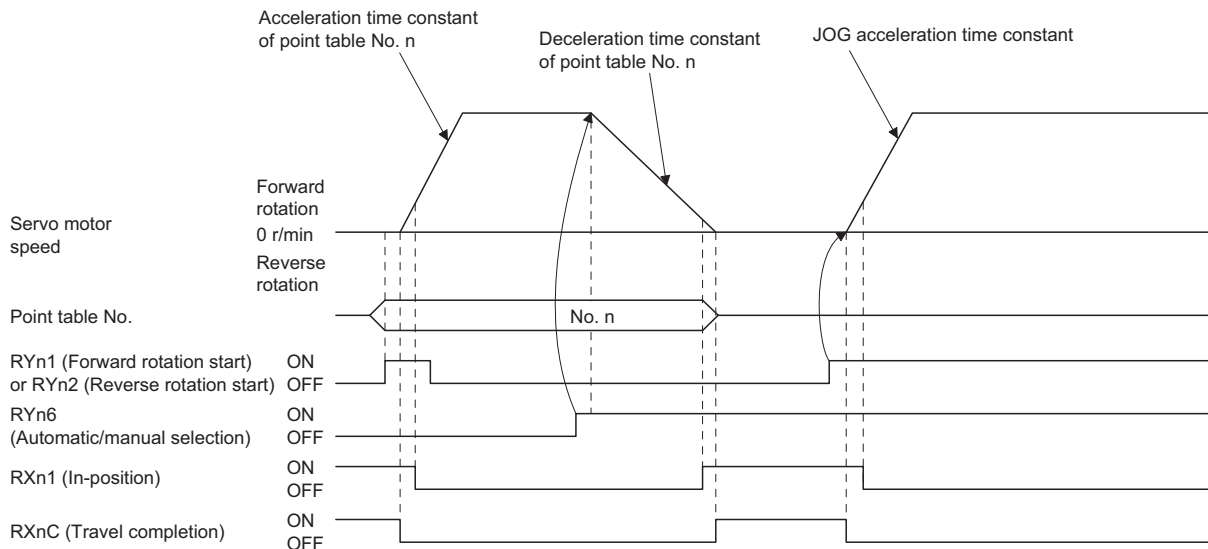 Acceleration time constant
of point table No. n
Deceleration time constant
of point table No. n
JOG acceleration time constant
Servo motor
speed
Forward
rotation
0 r/min
Reverse
rotation
Point table No.
No. n
RYn1 (Forward rotation start)
or RYn2 (Reverse rotation start)
ON
OFF
RYn6
(Automatic/manual selection)
ON
OFF
RXn1 (In-position)
ON
OFF
RXnC (Travel completion)
ON
OFF